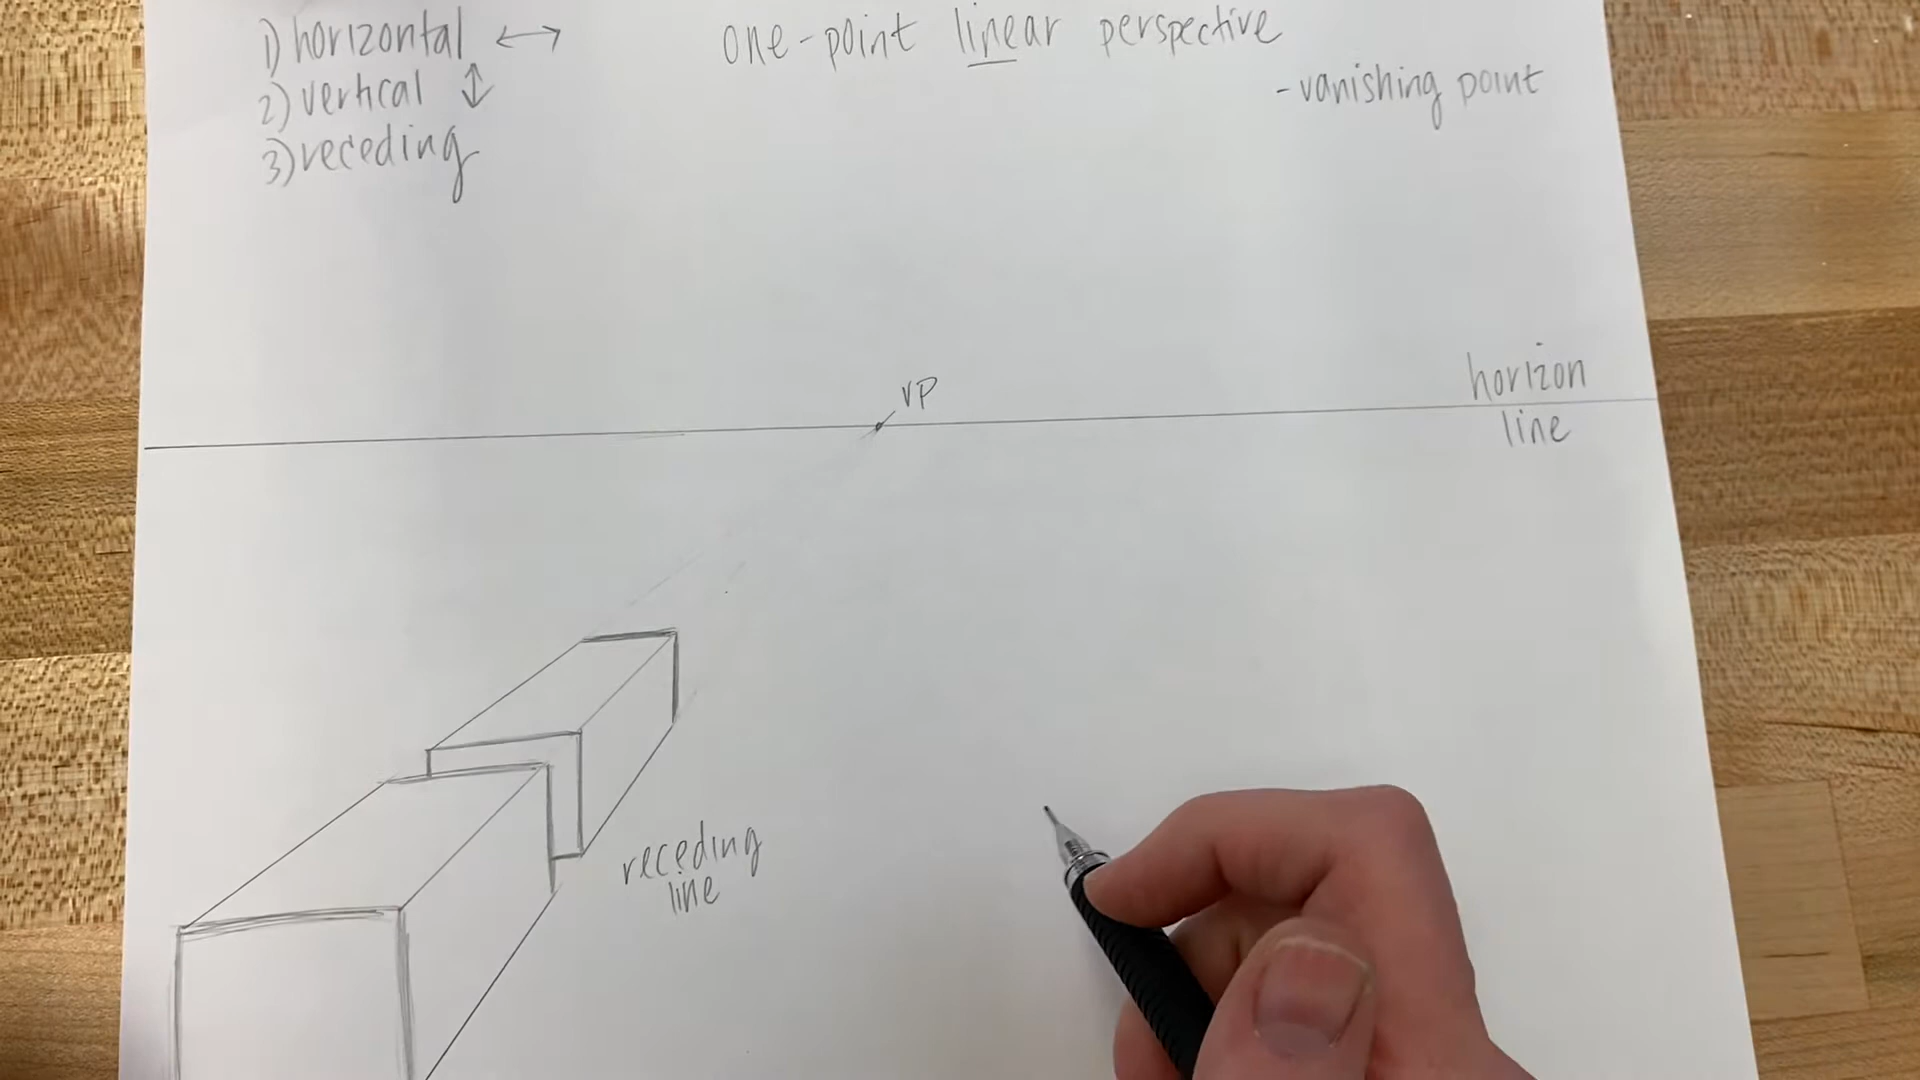 1) horizontal ↔
2) vertical ↕
3) receding
one-point linear perspective
- vanishing point
VP
horizon
line
receding
line